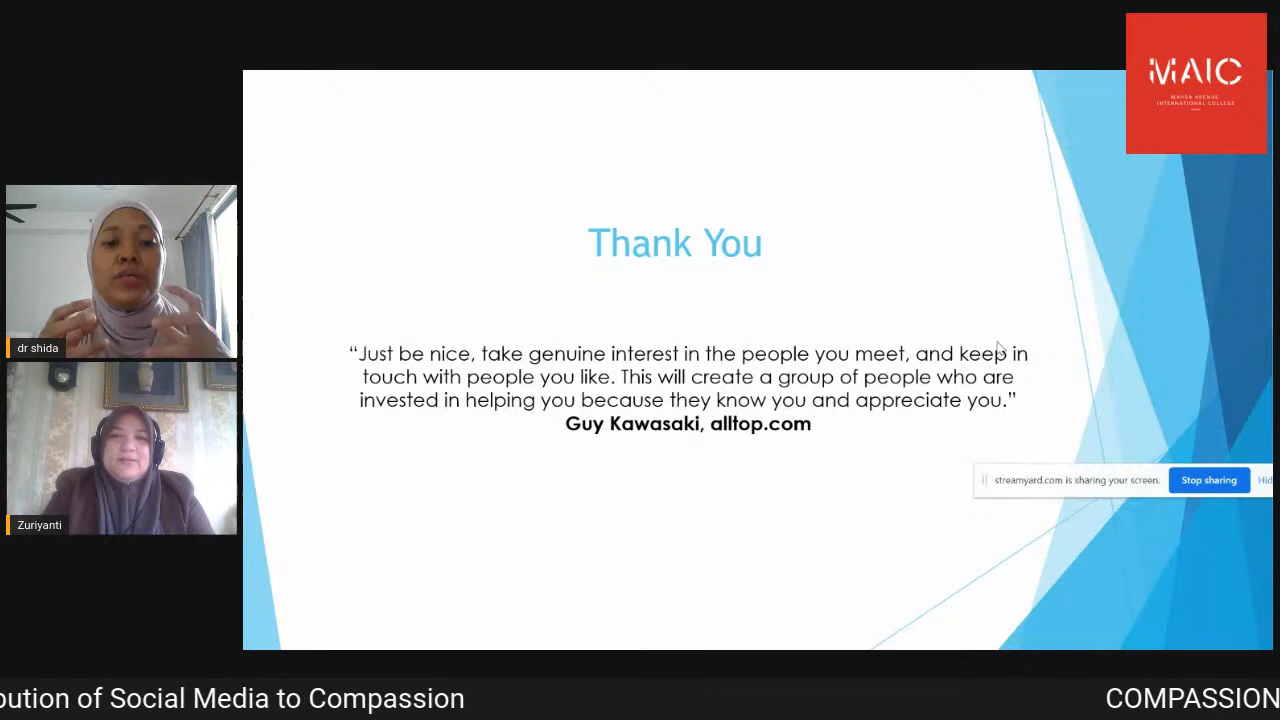 MAIC
MAHSA AVENUE
INTERNATIONAL COLLEGE
Thank You
“Just be nice, take genuine interest in the people you meet, and keep in
touch with people you like. This will create a group of people who are
invested in helping you because they know you and appreciate you.”
Guy Kawasaki, alltop.com
dr shida
Zuriyanti
streamyard.com is sharing your screen.
Stop sharing
Hid
bution of Social Media to Compassion
COMPASSION